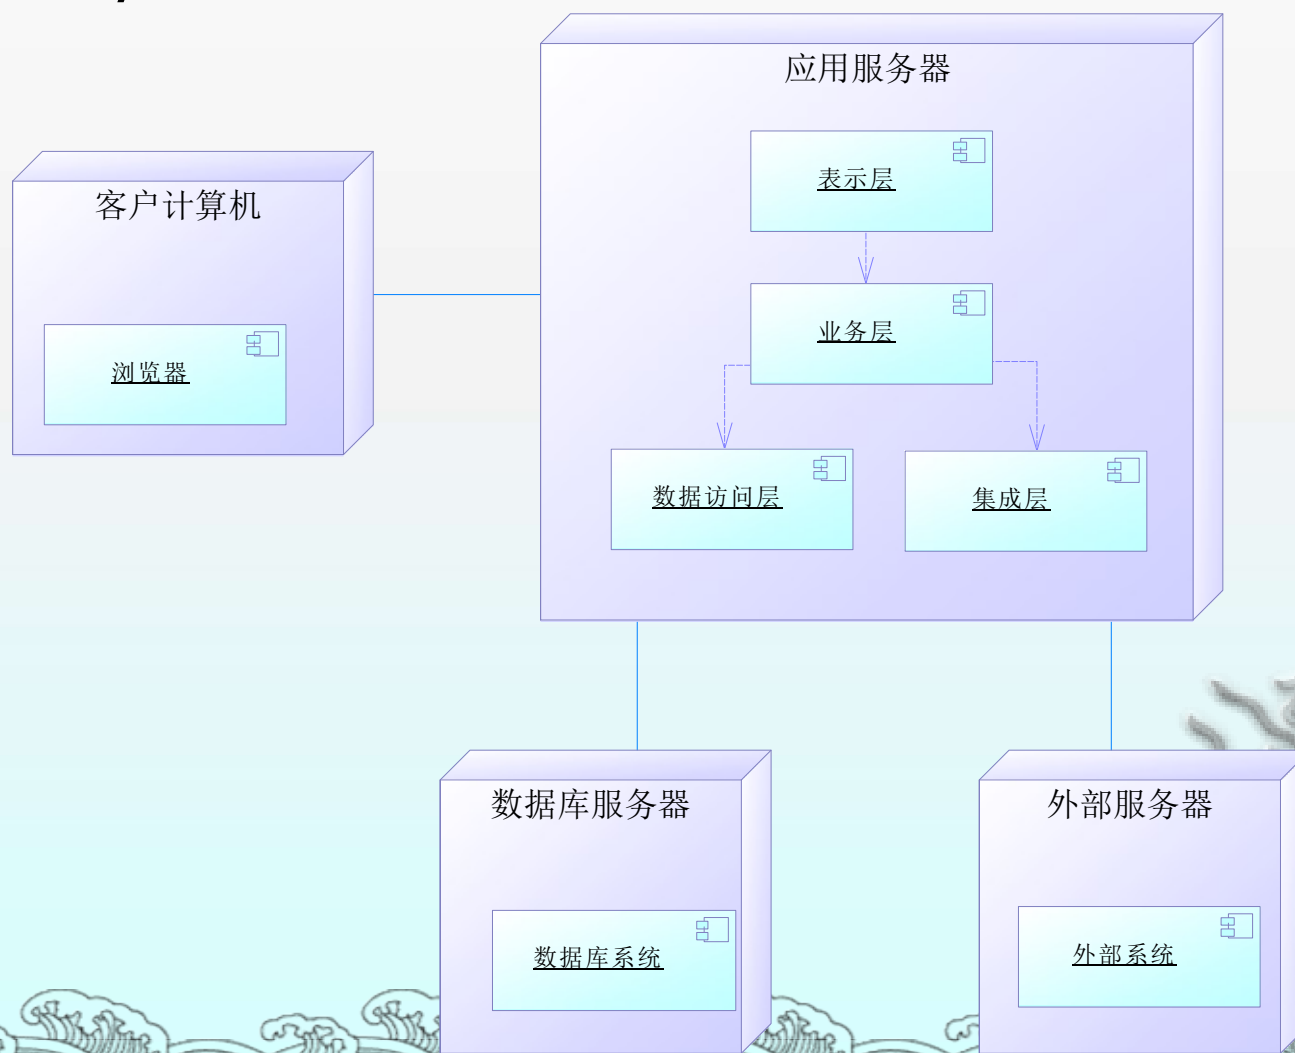 应用服务器
表示层
客户计算机
业务层
浏览器
数据访问层
集成层
数据库服务器
外部服务器
数据库系统
外部系统